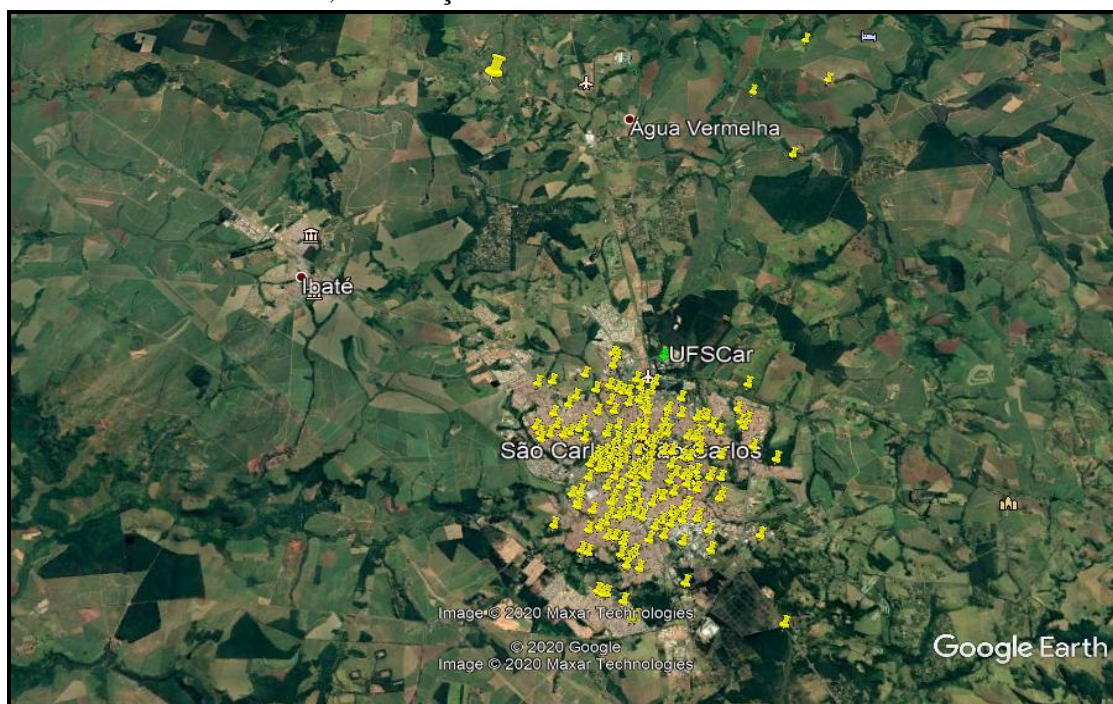 Água Vermelha
Ibaté
UFSCar
São Carlos
Image © 2020 Maxar Technologies
© 2020 Google
Image © 2020 Maxar Technologies
Google Earth